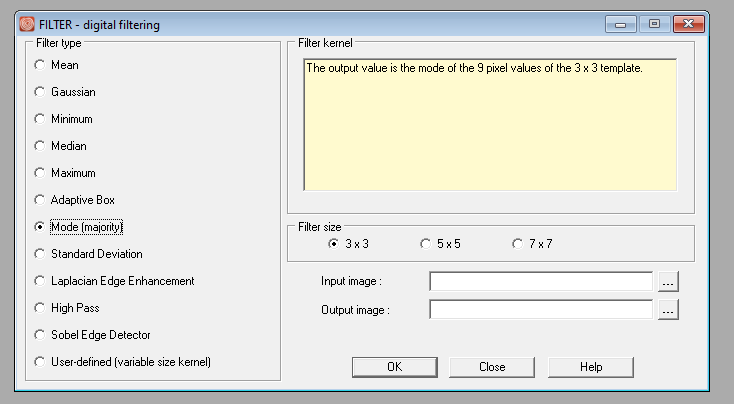 FILTER - digital filtering
Filter type
Mean
Gaussian
Minimum
Median
Maximum
Adaptive Box
Mode (majority)
Standard Deviation
Laplacian Edge Enhancement
High Pass
Sobel Edge Detector
User-defined (variable size kernel)
Filter kernel
The output value is the mode of the 9 pixel values of the 3 x 3 template.
Filter size
3 x 3 5 x 5 7 x 7
Input image : ...
Output image : ...
OK Close Help